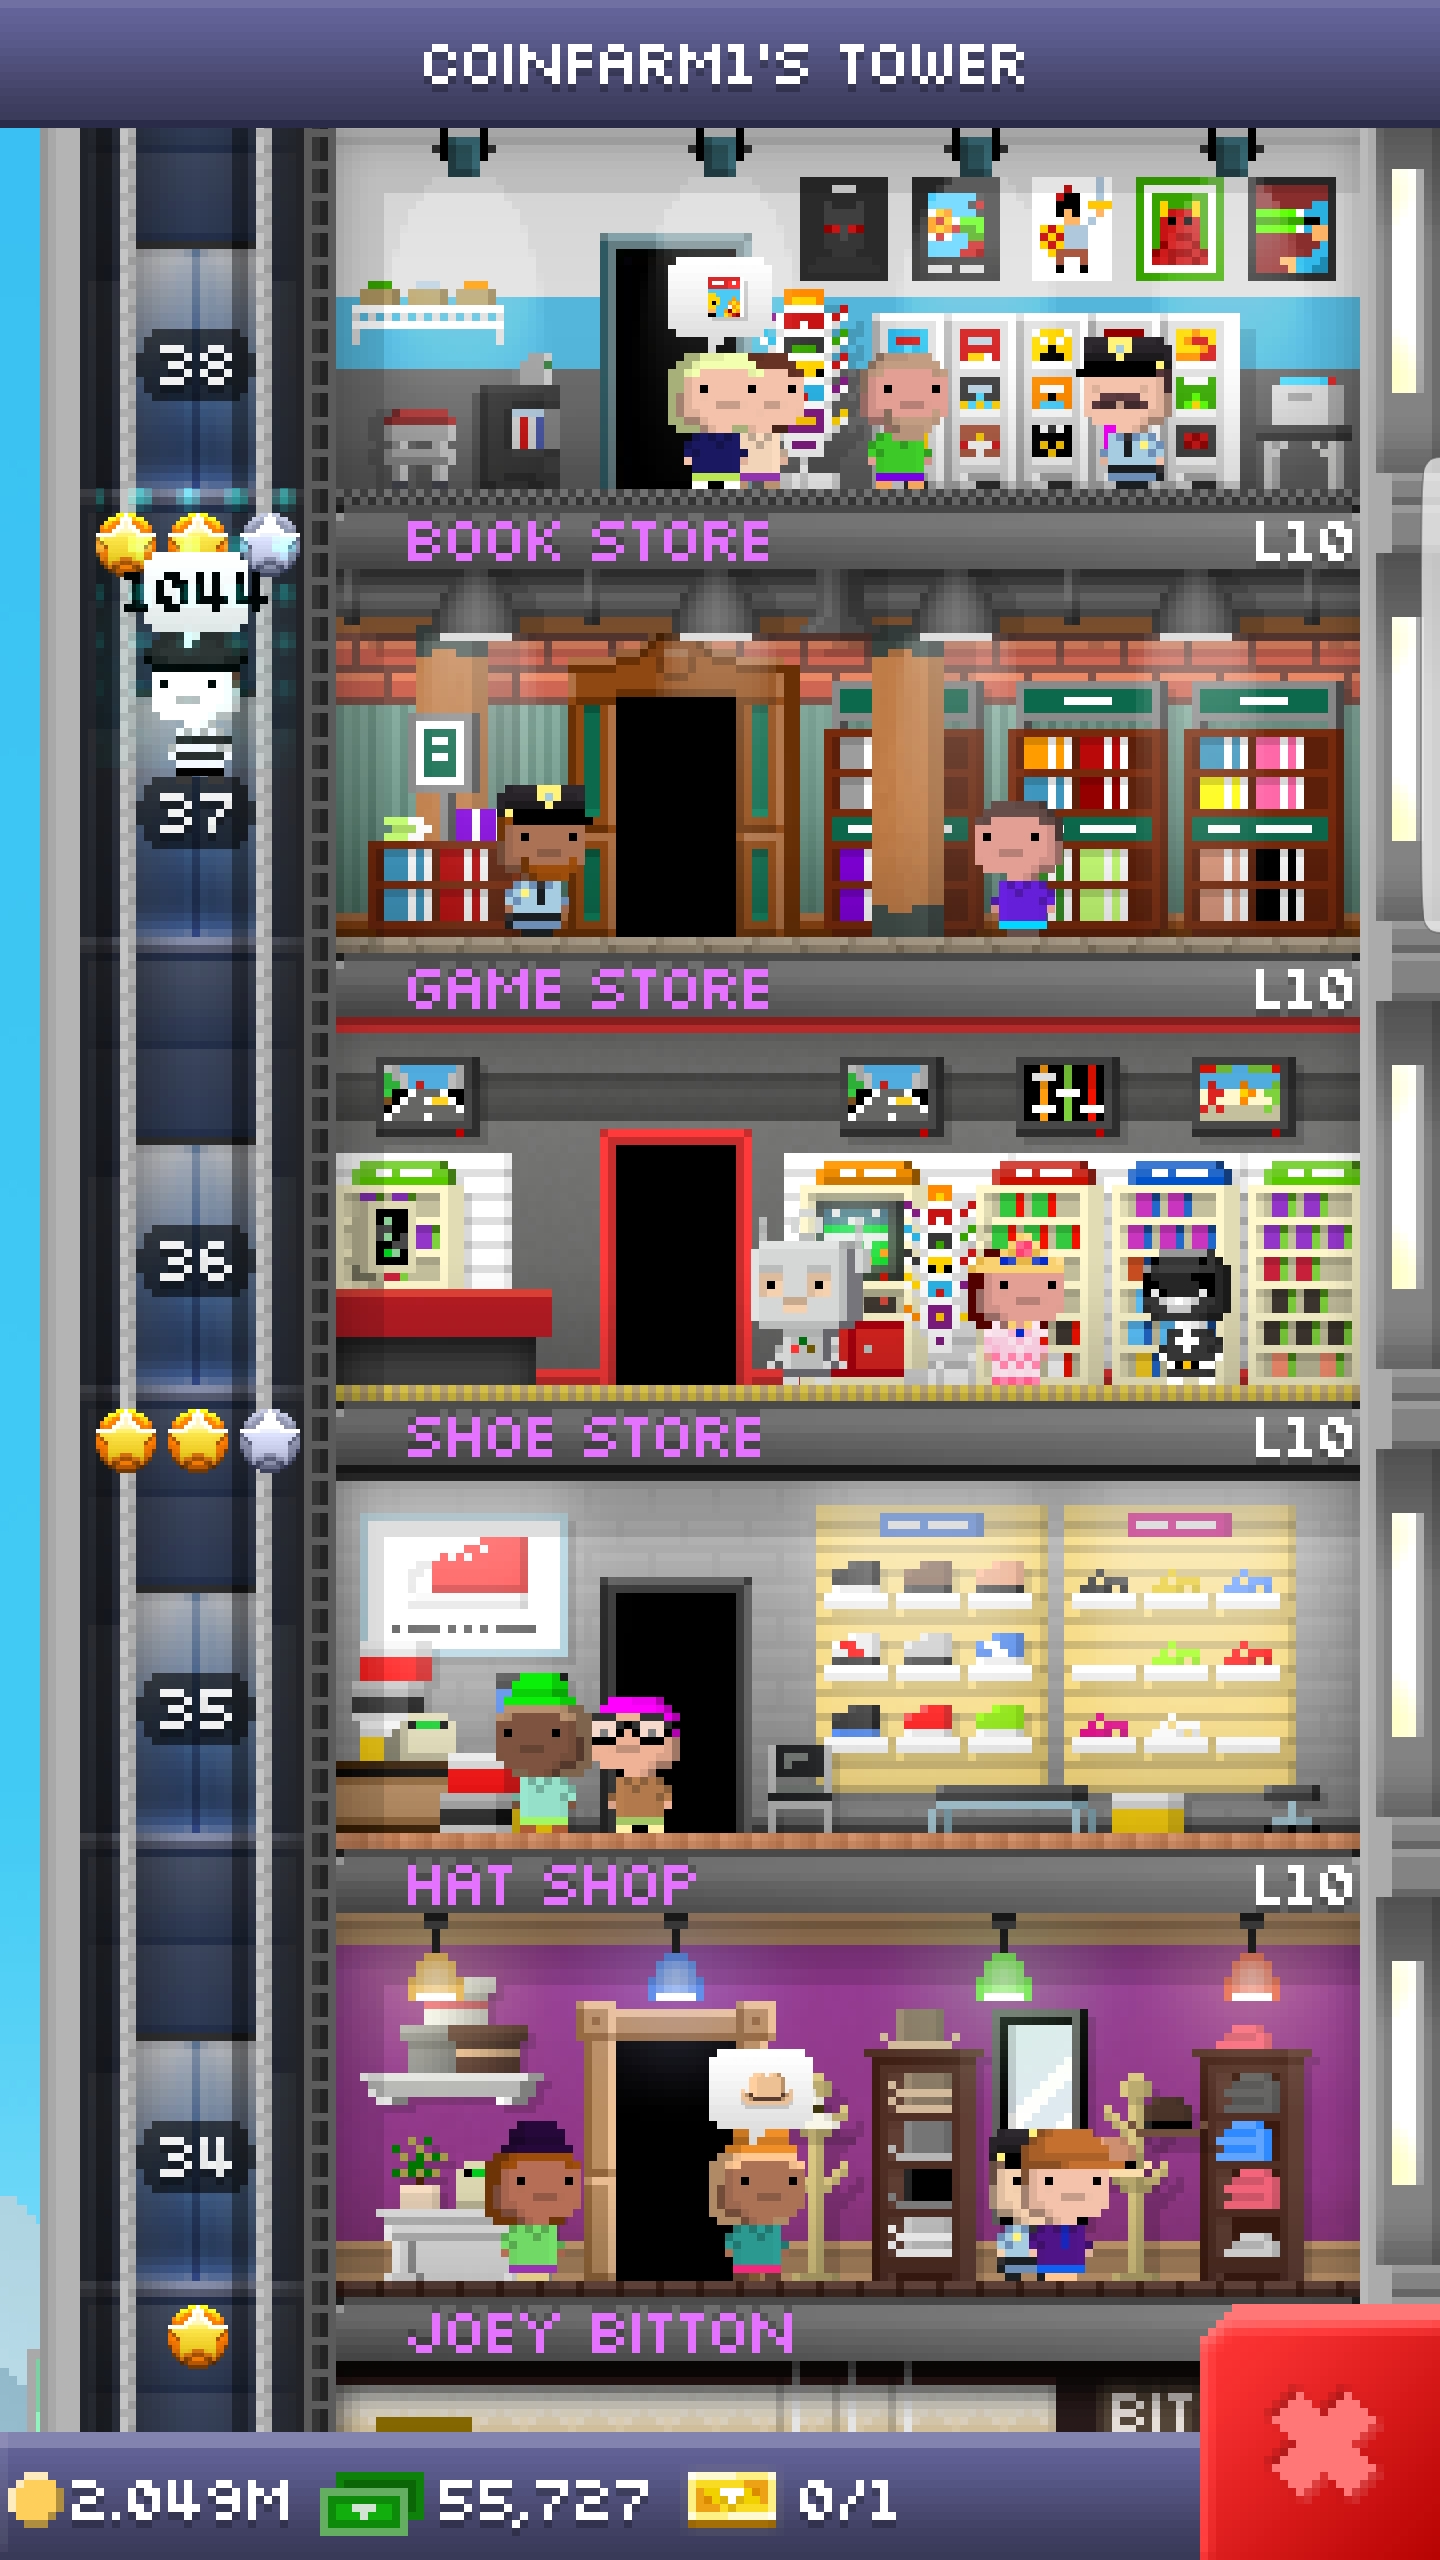 COINFARM1'S TOWER
38
BOOK STORE L10
1044
37
GAME STORE L10
36
SHOE STORE L10
35
HAT SHOP L10
34
JOEY BITTON
BIT
2.049M 55,727 0/1